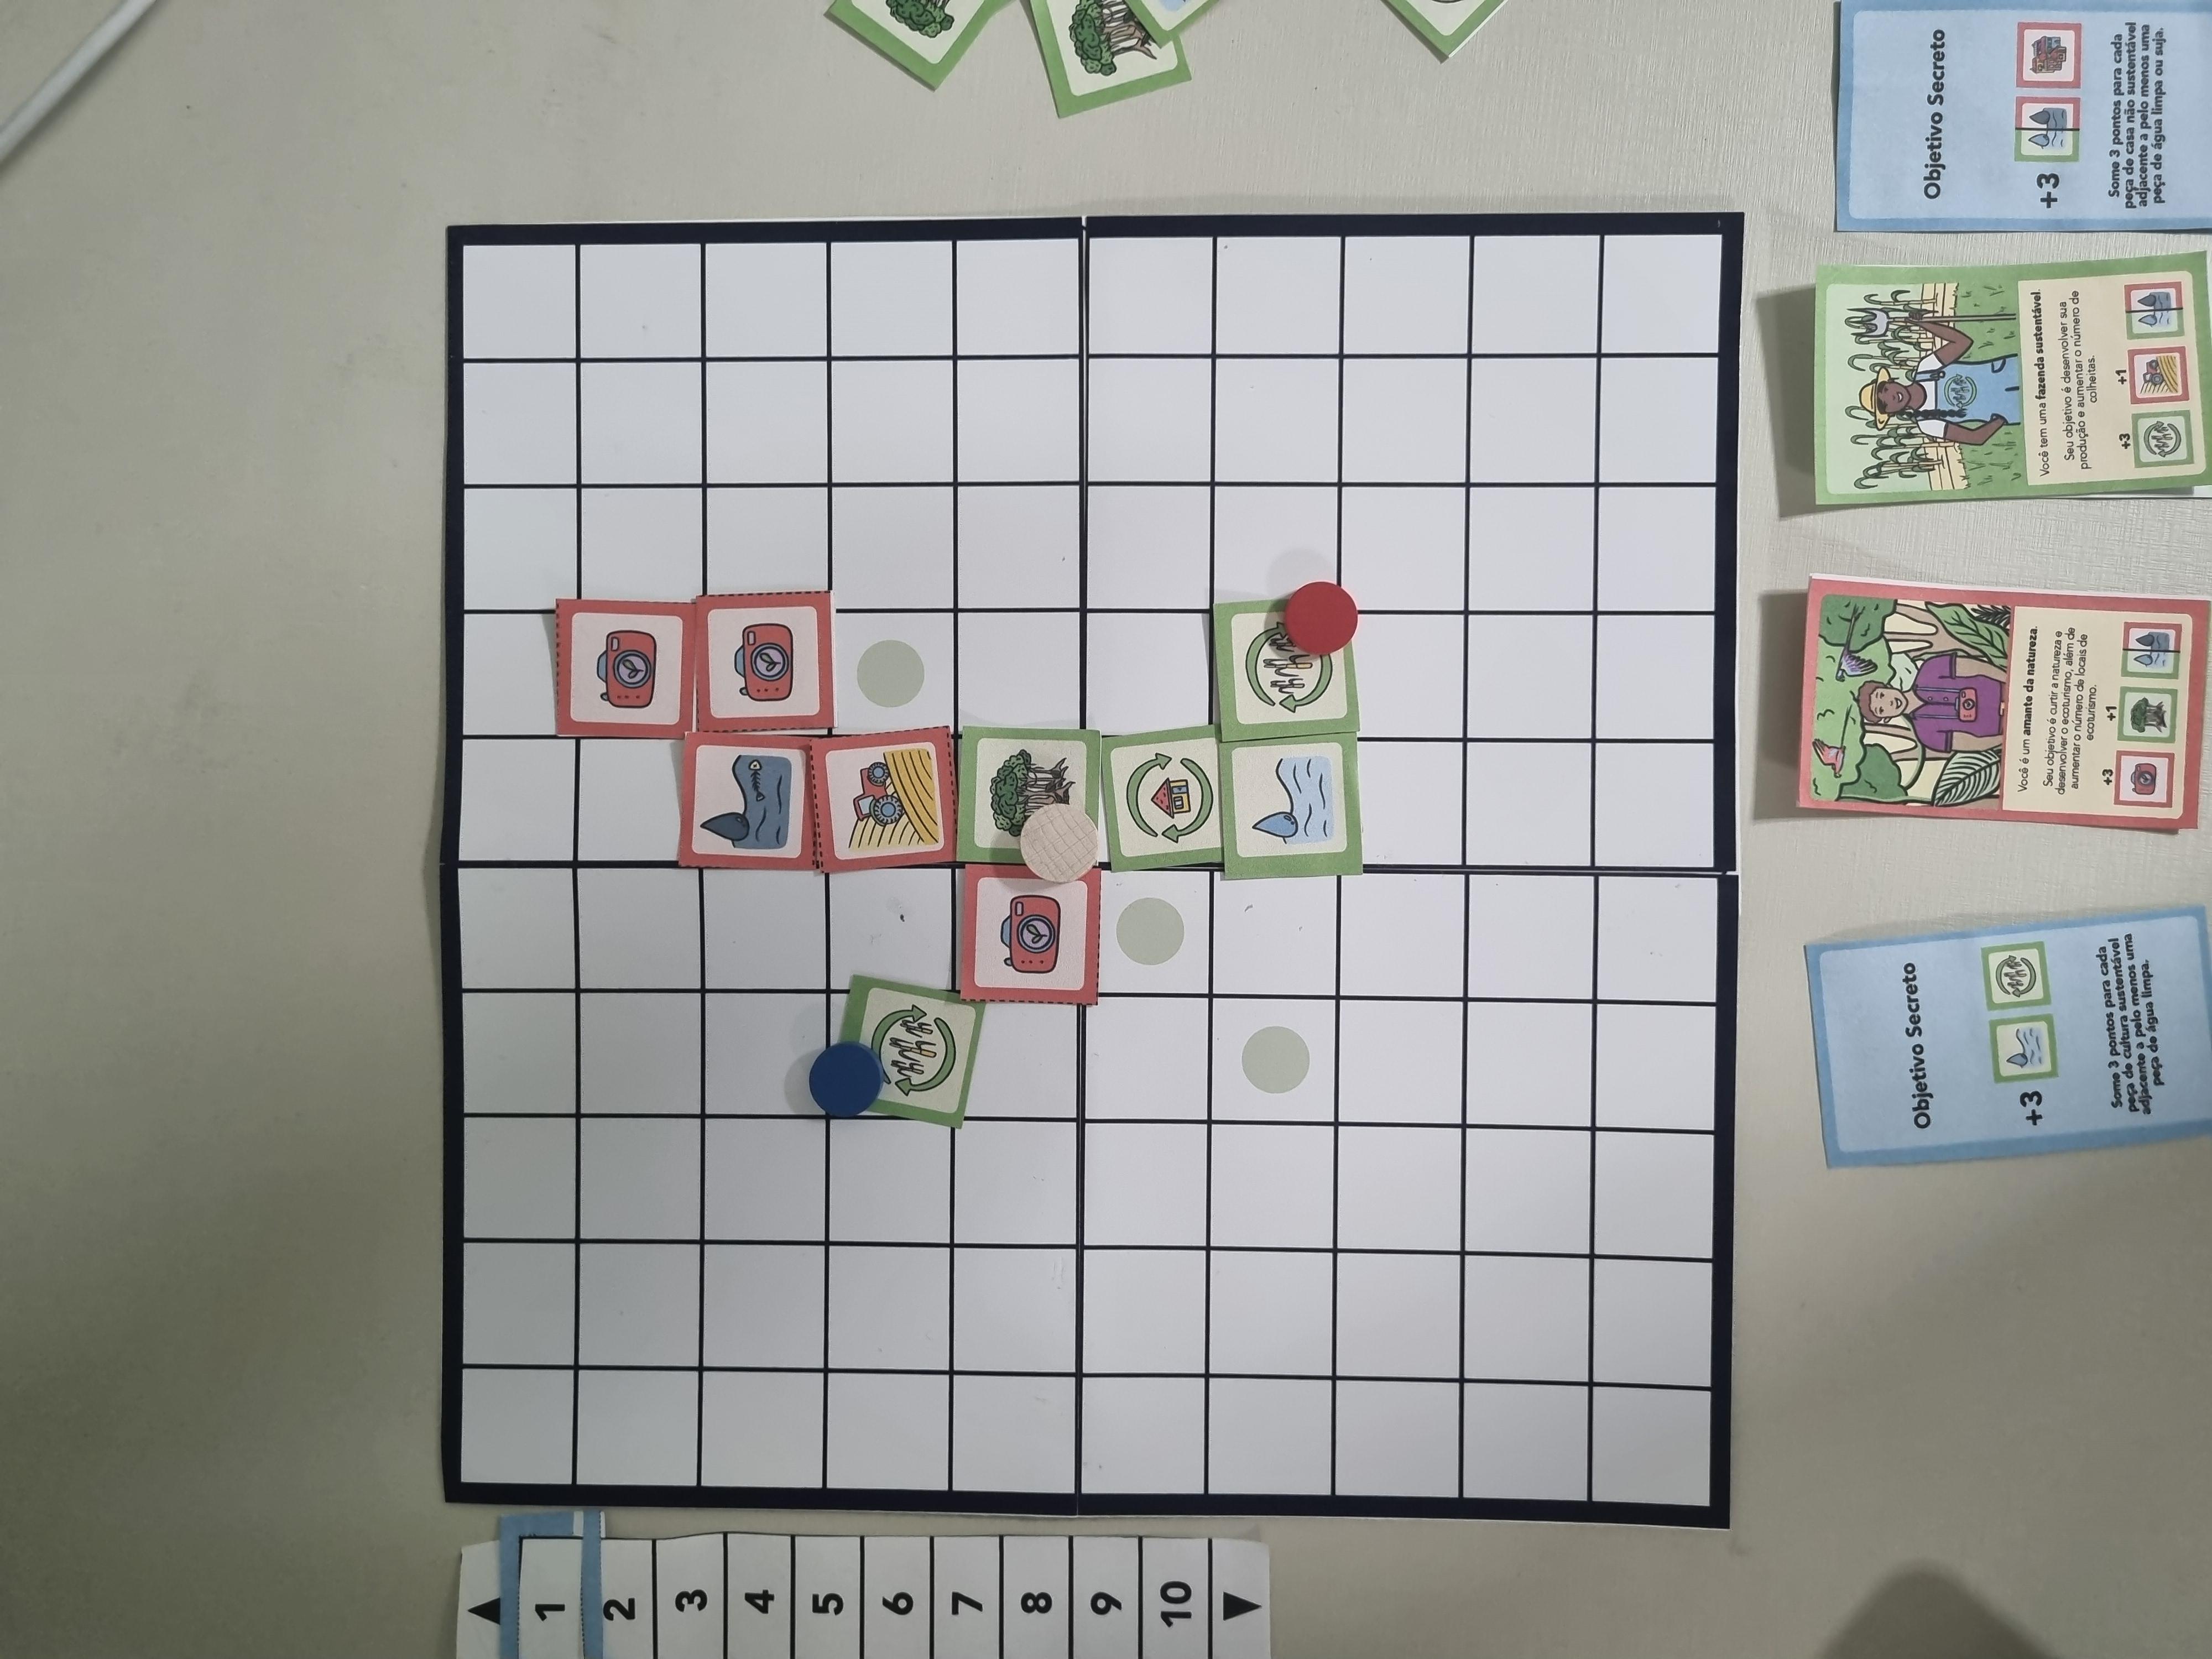 Objetivo Secreto
+3
Some 3 pontos para cada
peça de casa não sustentável
adjacente a pelo menos uma
peça de água limpa ou suja.
Você tem uma fazenda sustentável.
Seu objetivo é desenvolver sua
produção e aumentar o número de
colheitas.
+3
+1
Você é um amante da natureza.
Seu objetivo é curtir a natureza e
desenvolver o ecoturismo, além de
aumentar o número de locais de
ecoturismo.
+3
+1
Objetivo Secreto
+3
Some 3 pontos para cada
peça de cultura sustentável
adjacente a pelo menos uma
peça de água limpa.
1
2
3
4
5
6
7
8
9
10